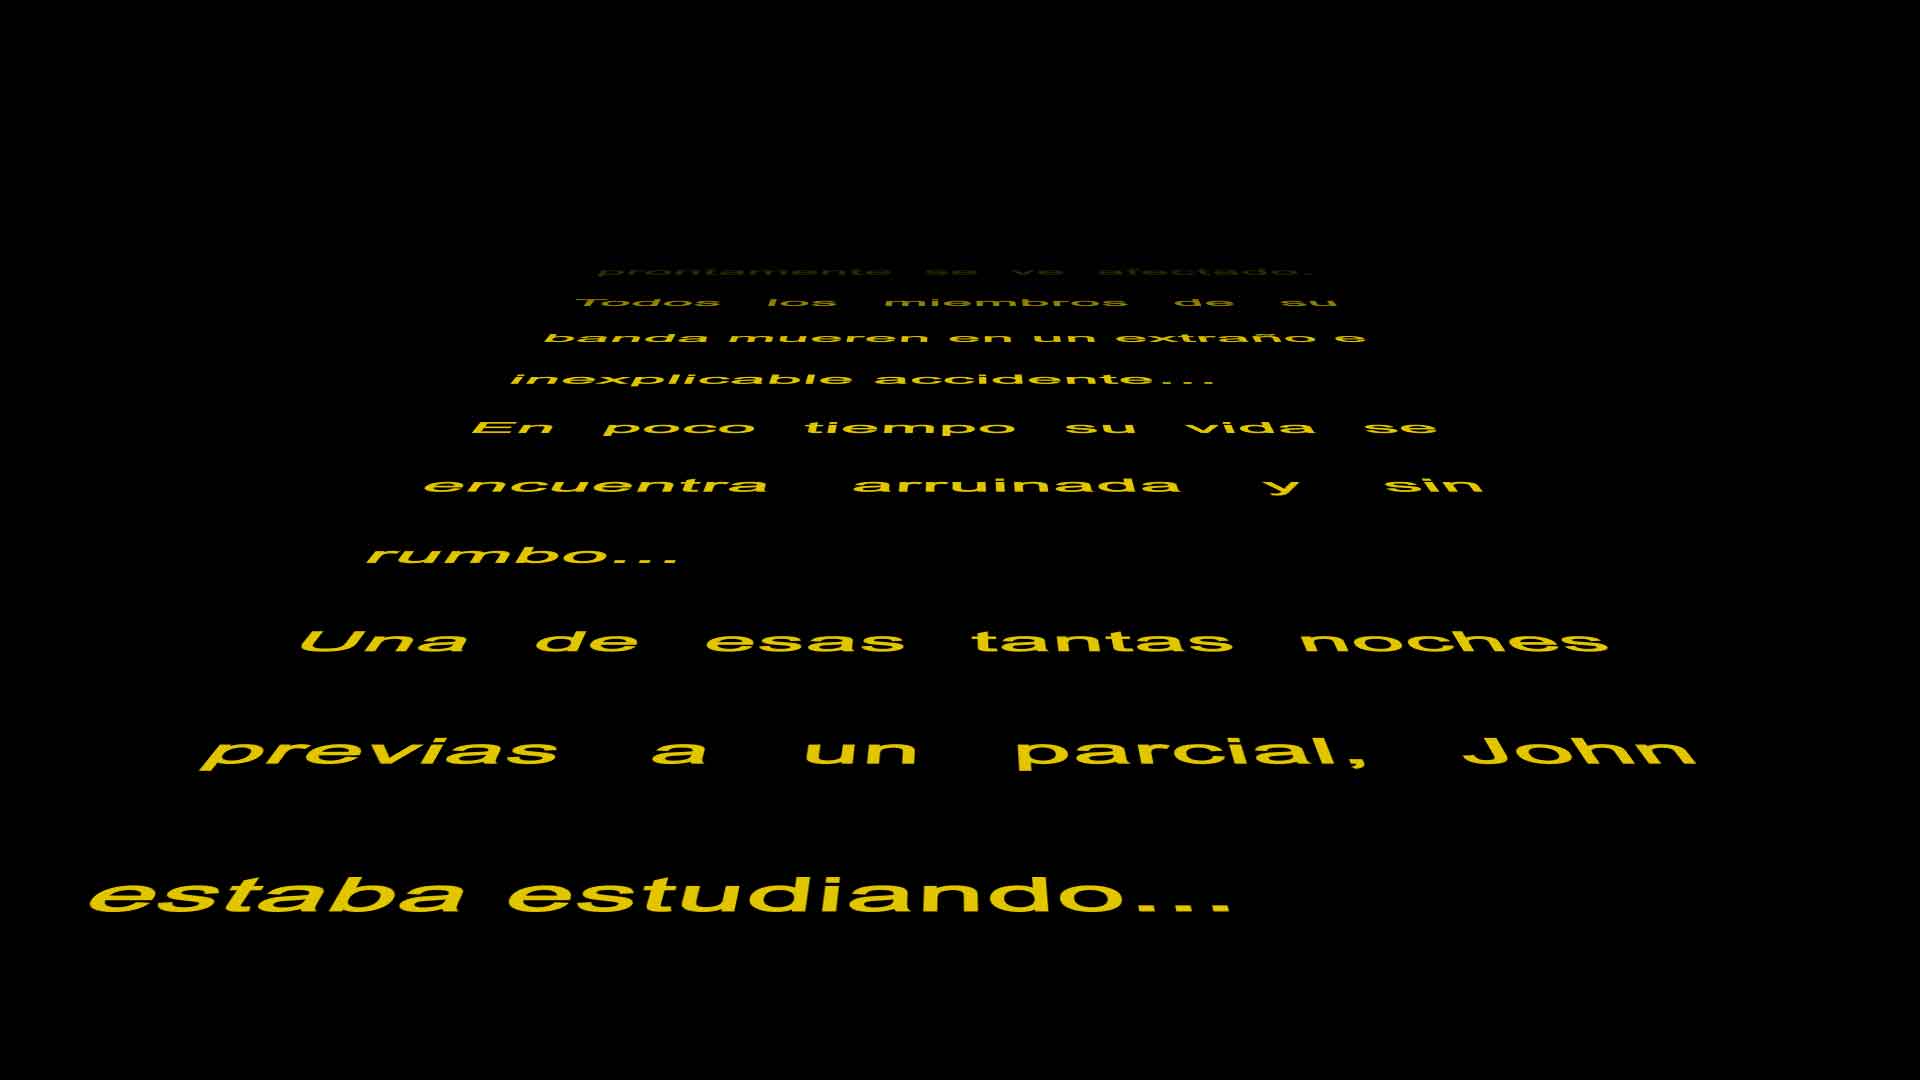 prontamente se ve afectado.
Todos los miembros de su
banda mueren en un extraño e
inexplicable accidente...
En poco tiempo su vida se
encuentra arruinada y sin
rumbo...
Una de esas tantas noches
previas a un parcial, John
estaba estudiando...